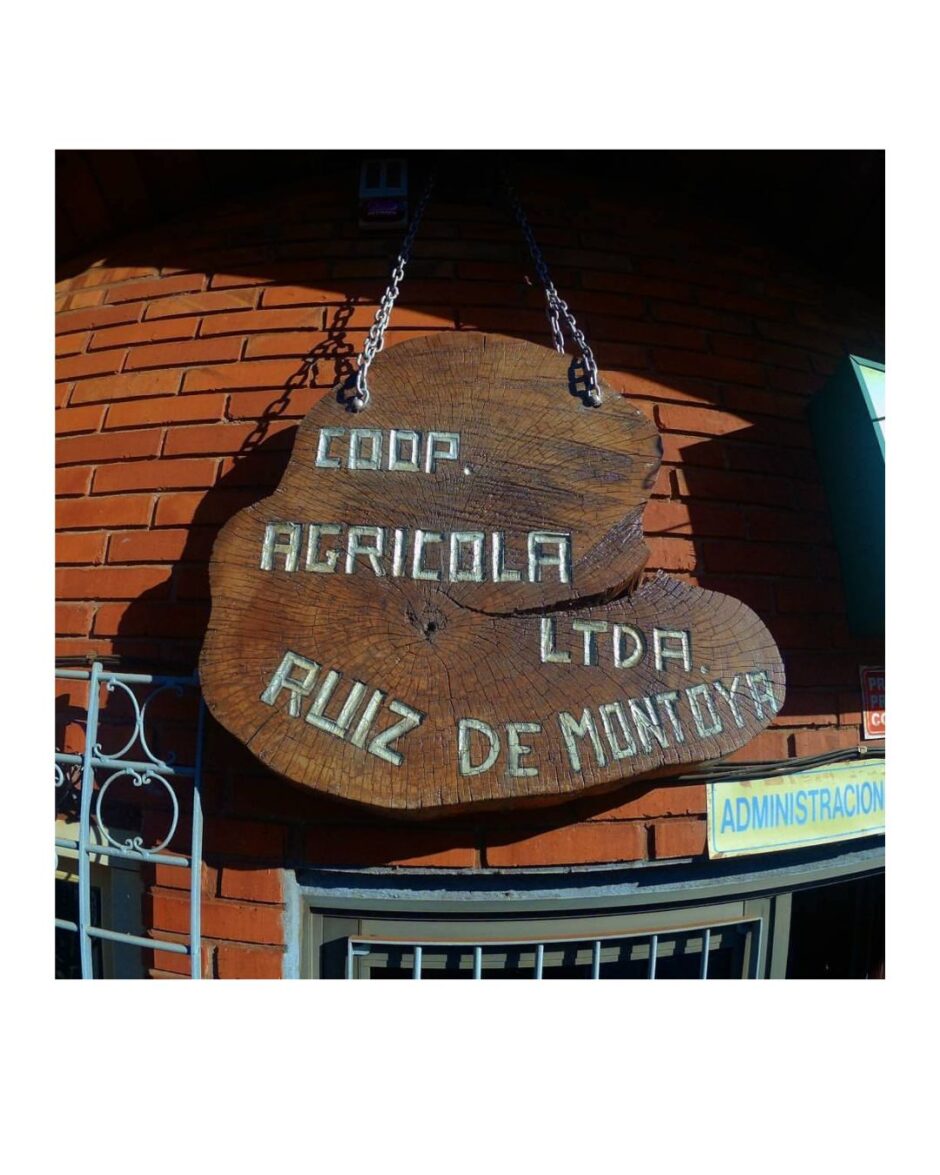 COOP.
AGRICOLA
LTDA.
RUIZ DE MONTOYA
ADMINISTRACION